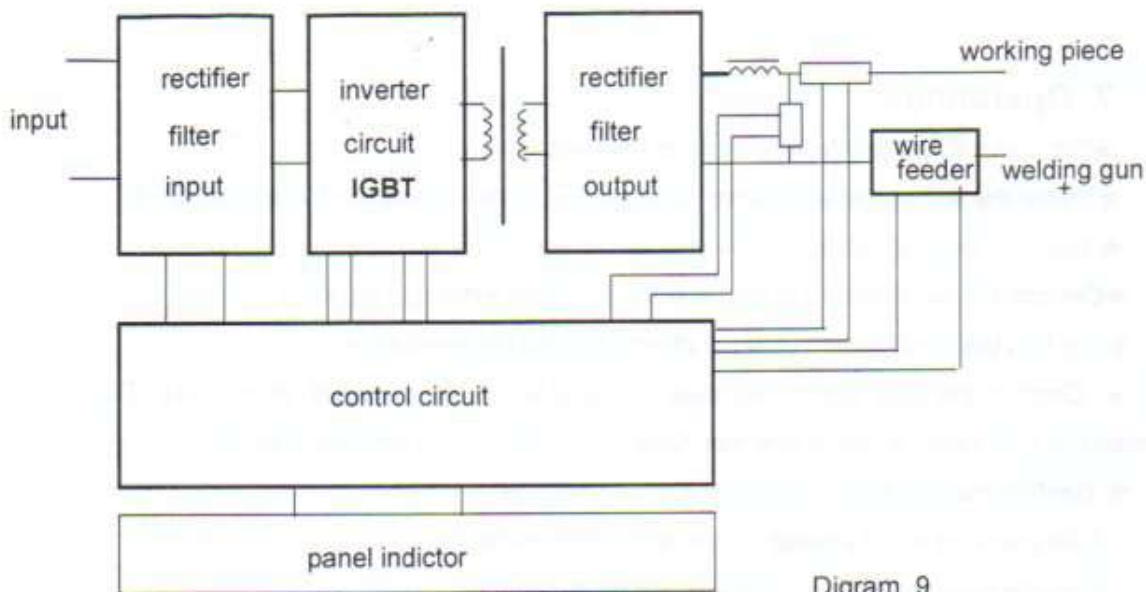 input
rectifier
filter
input
inverter
circuit
IGBT
rectifier
filter
output
working piece
wire
feeder
welding gun
+
control circuit
panel indictor
Digram 9